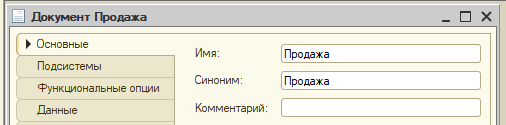 Документ Продажа
Основные
Подсистемы
Функциональные опции
Данные
Имя: Продажа
Синоним: Продажа
Комментарий: